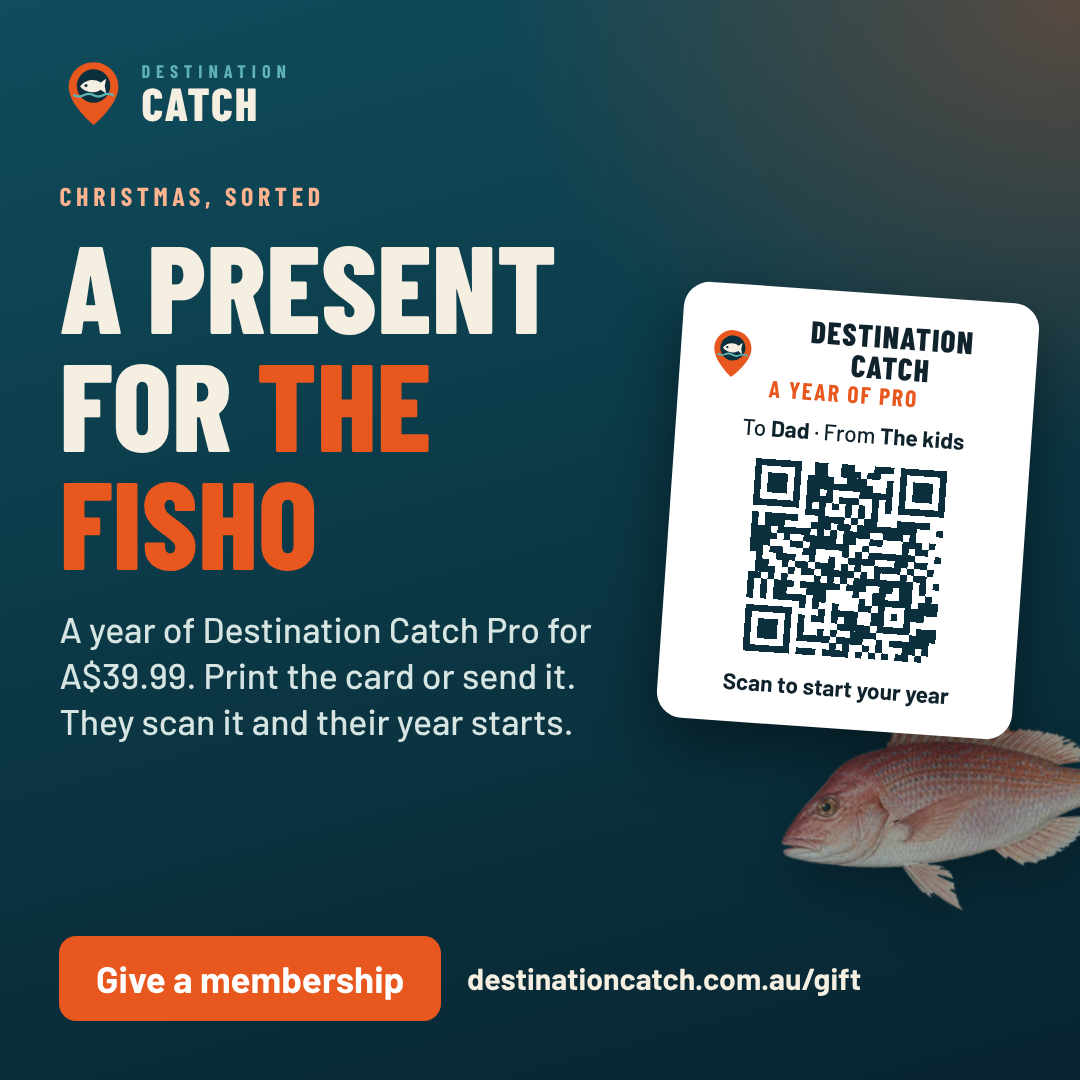 DESTINATION
CATCH
CHRISTMAS, SORTED
A PRESENT
FOR THE
FISHO
A year of Destination Catch Pro for
A$39.99. Print the card or send it.
They scan it and their year starts.
DESTINATION
CATCH
A YEAR OF PRO
To Dad · From The kids
Scan to start your year
Give a membership
destinationcatch.com.au/gift